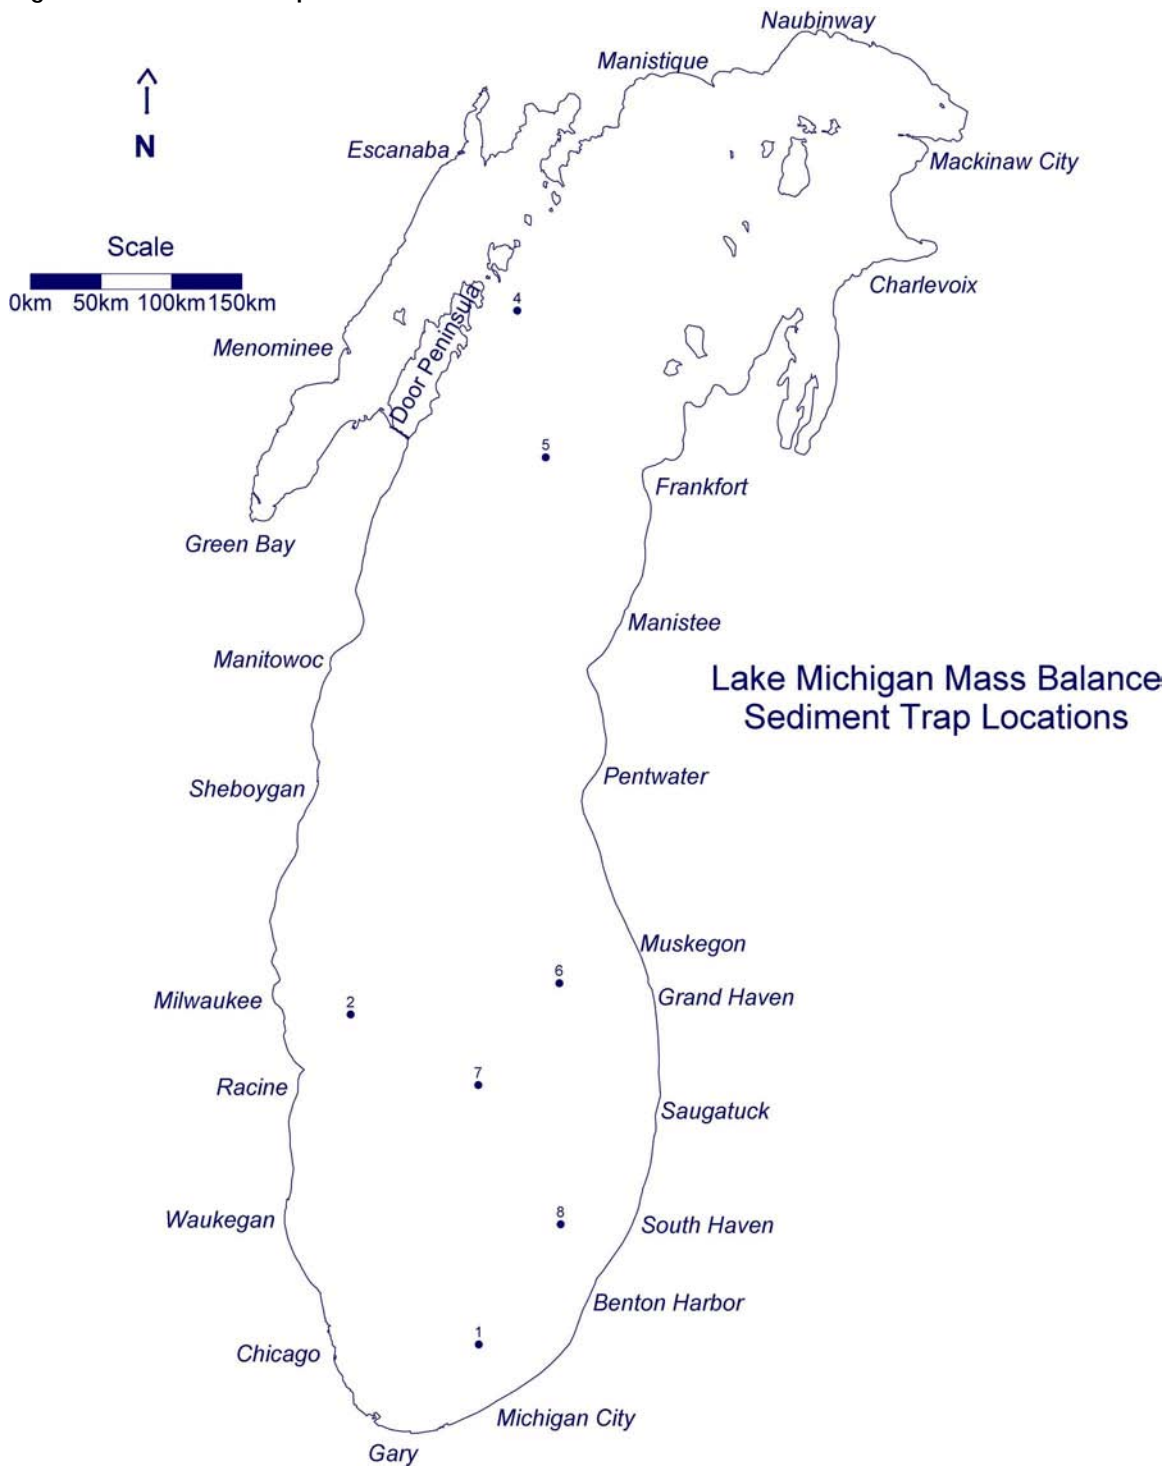 Naubinway
Manistique
N
Escanaba
Mackinaw City
Scale
0km 50km 100km 150km
Charlevoix
4
Door Peninsula
Menominee
5
Frankfort
Green Bay
Manistee
Manitowoc
Lake Michigan Mass Balance
Sediment Trap Locations
Pentwater
Sheboygan
Muskegon
6
Grand Haven
Milwaukee
2
7
Racine
Saugatuck
8
Waukegan
South Haven
Benton Harbor
1
Chicago
Michigan City
Gary